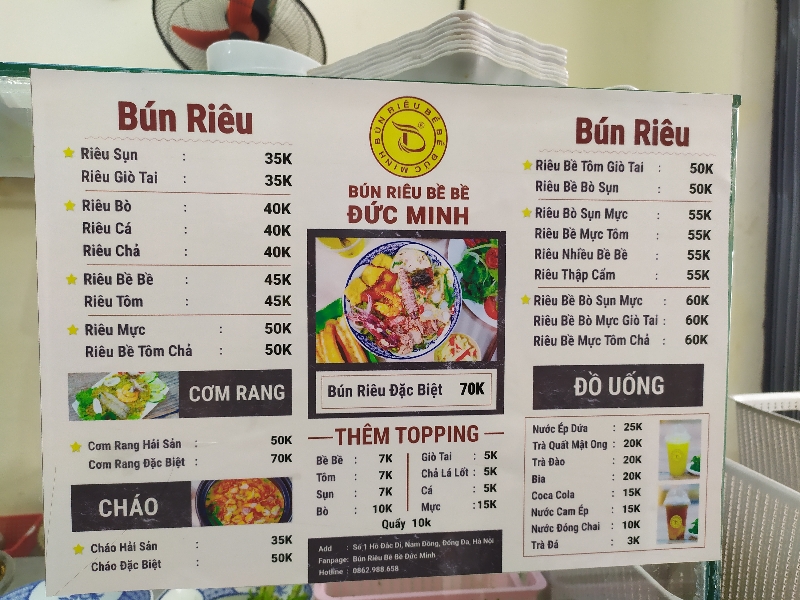 Bún Riêu
Riêu Sụn : 35K
Riêu Giò Tai : 35K
Riêu Bò : 40K
Riêu Cá : 40K
Riêu Chả : 40K
Riêu Bề Bề : 45K
Riêu Tôm : 45K
Riêu Mực : 50K
Riêu Bề Tôm Chả : 50K
CƠM RANG
Cơm Rang Hải Sản : 50K
Cơm Rang Đặc Biệt : 70K
CHÁO
Cháo Hải Sản : 35K
Cháo Đặc Biệt : 50K
BÚN RIÊU BỀ BỀ ĐỨC MINH
BÚN RIÊU BỀ BỀ
ĐỨC MINH
Bún Riêu Đặc Biệt 70K
THÊM TOPPING
Bề Bề : 7K
Tôm : 7K
Sụn : 7K
Bò : 10K
Giò Tai : 5K
Chả Lá Lốt : 5K
Cá : 5K
Mực : 15K
Quẩy 10k
Add : Số 1 Hồ Đắc Di, Nam Đồng, Đống Đa, Hà Nội
Fanpage: Bún Riêu Bề Bề Đức Minh
Hotline : 0862.988.658
Bún Riêu
Riêu Bề Tôm Giò Tai : 50K
Riêu Bề Bò Sụn : 50K
Riêu Bò Sụn Mực : 55K
Riêu Bề Mực Tôm : 55K
Riêu Nhiều Bề Bề : 55K
Riêu Thập Cẩm : 55K
Riêu Bề Bò Sụn Mực : 60K
Riêu Bề Bò Mực Giò Tai : 60K
Riêu Bề Mực Tôm Chả : 60K
ĐỒ UỐNG
Nước Ép Dứa : 25K
Trà Quất Mật Ong : 20K
Trà Đào : 20K
Bia : 20K
Coca Cola : 15K
Nước Cam Ép : 15K
Nước Đóng Chai : 10K
Trà Đá : 3K